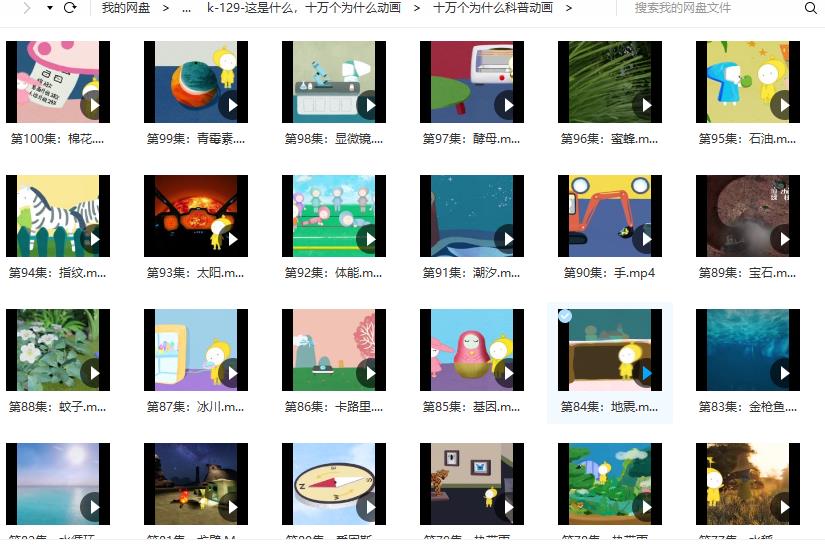 我的网盘 > ... k-129-这是什么，十万个为什么动画 > 十万个为什么科普动画 > 搜索我的网盘文件
第100集：棉花....
第99集：青霉素....
第98集：显微镜....
第97集：酵母.m...
第96集：蜜蜂.m...
第95集：石油.m...
第94集：指纹.m...
第93集：太阳.m...
第92集：体能.m...
第91集：潮汐.m...
第90集：手.mp4
第89集：宝石.m...
第88集：蚊子.m...
第87集：冰川.m...
第86集：卡路里....
第85集：基因.m...
第84集：地震.m...
第83集：金枪鱼....